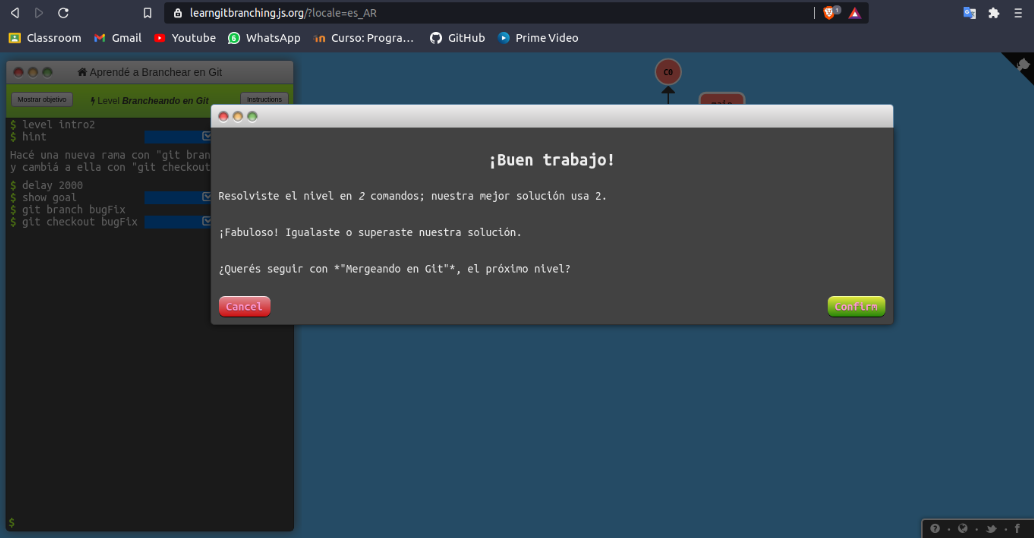 learngitbranching.js.org/?locale=es_AR
1
Classroom
Gmail
Youtube
WhatsApp
Curso: Progra…
GitHub
Prime Video
Aprendé a Branchear en Git
Mostrar objetivo
Level Brancheando en Git
Instructions
$ level intro2
$ hint
Hacé una nueva rama con "git bran
y cambiá a ella con "git checkout
$ delay 2000
$ show goal
$ git branch bugFix
$ git checkout bugFix
$
C0
¡Buen trabajo!
Resolviste el nivel en 2 comandos; nuestra mejor solución usa 2.
¡Fabuloso! Igualaste o superaste nuestra solución.
¿Querés seguir con *"Mergeando en Git"*, el próximo nivel?
Cancel
Confirm